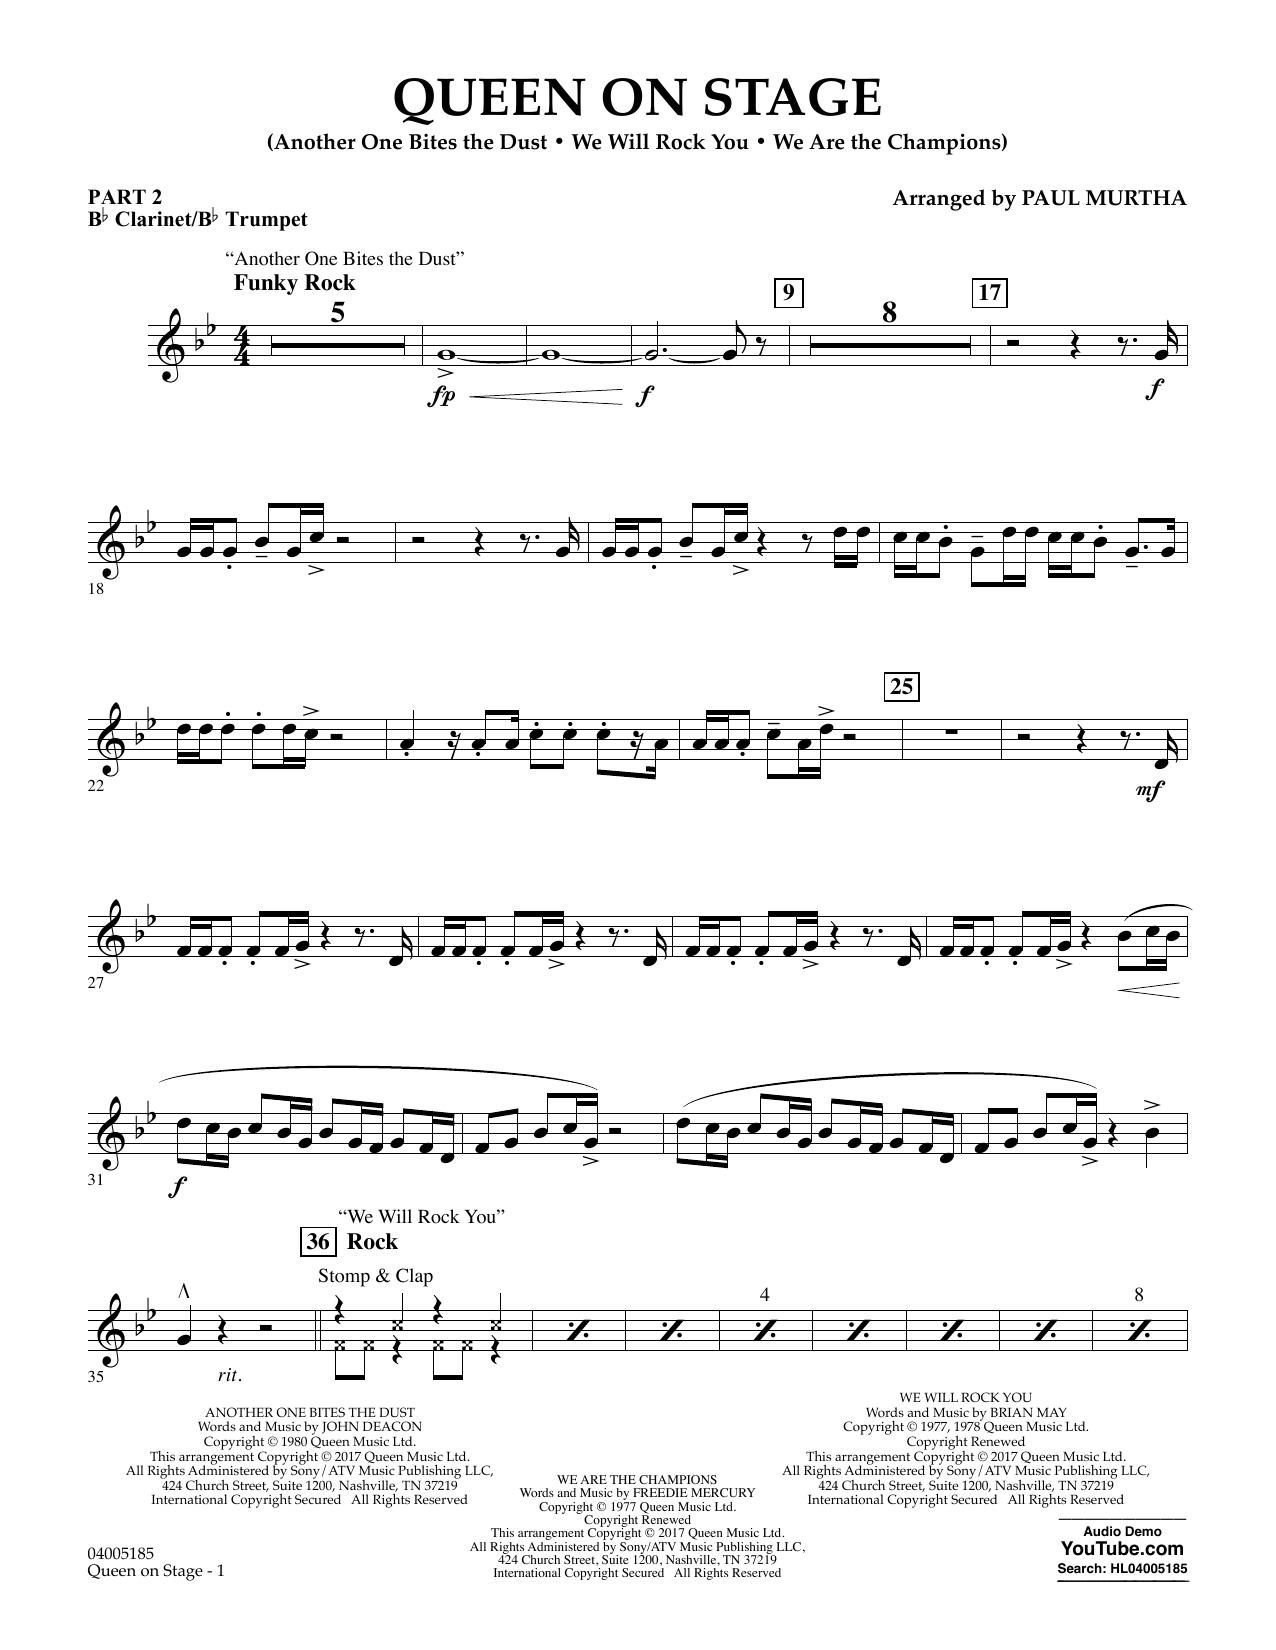 QUEEN ON STAGE
(Another One Bites the Dust • We Will Rock You • We Are the Champions)
PART 2
B♭ Clarinet/B♭ Trumpet
Arranged by PAUL MURTHA
“Another One Bites the Dust”
Funky Rock
5
9
8
17
fp
f
f
18
25
22
mf
27
31
f
“We Will Rock You”
36 Rock
Stomp & Clap
4
8
35
rit.
ANOTHER ONE BITES THE DUST
Words and Music by JOHN DEACON
Copyright © 1980 Queen Music Ltd.
This arrangement Copyright © 2017 Queen Music Ltd.
All Rights Administered by Sony/ATV Music Publishing LLC,
424 Church Street, Suite 1200, Nashville, TN 37219
International Copyright Secured All Rights Reserved
WE ARE THE CHAMPIONS
Words and Music by FREEDIE MERCURY
Copyright © 1977 Queen Music Ltd.
Copyright Renewed
This arrangement Copyright © 2017 Queen Music Ltd.
All Rights Administered by Sony/ATV Music Publishing LLC,
424 Church Street, Suite 1200, Nashville, TN 37219
International Copyright Secured All Rights Reserved
WE WILL ROCK YOU
Words and Music by BRIAN MAY
Copyright © 1977, 1978 Queen Music Ltd.
Copyright Renewed
This arrangement Copyright © 2017 Queen Music Ltd.
All Rights Administered by Sony/ATV Music Publishing LLC,
424 Church Street, Suite 1200, Nashville, TN 37219
International Copyright Secured All Rights Reserved
04005185
Queen on Stage - 1
Audio Demo
YouTube.com
Search: HL04005185